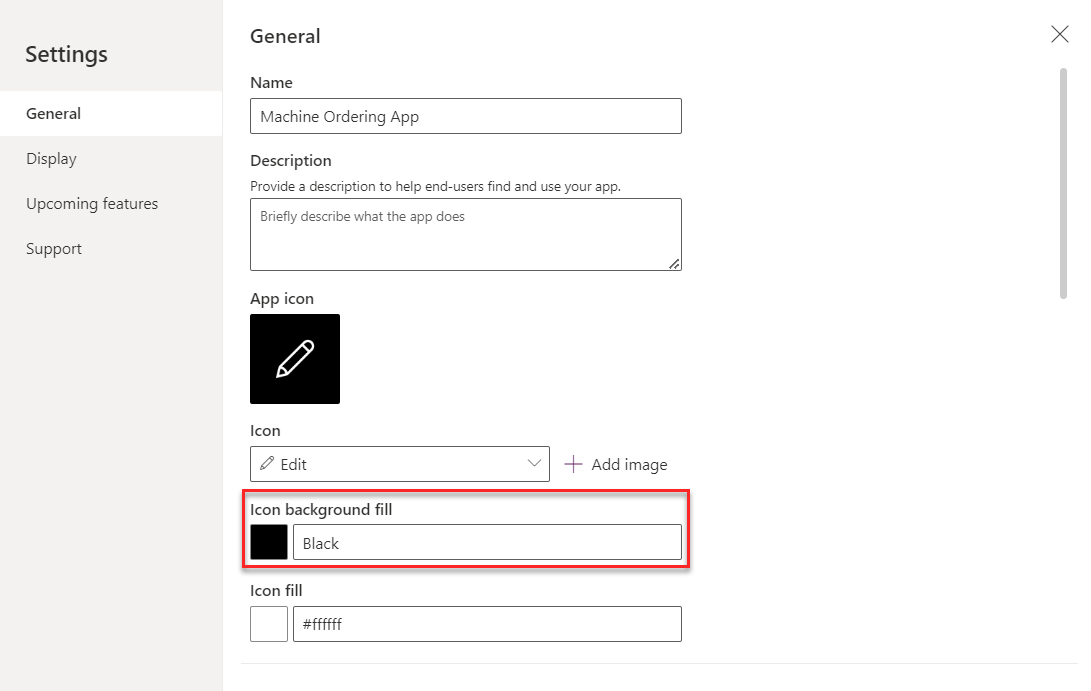 Settings
General
Display
Upcoming features
Support
General
Name
Machine Ordering App
Description
Provide a description to help end-users find and use your app.
Briefly describe what the app does
App icon
Icon
Edit
Add image
Icon background fill
Black
Icon fill
#ffffff